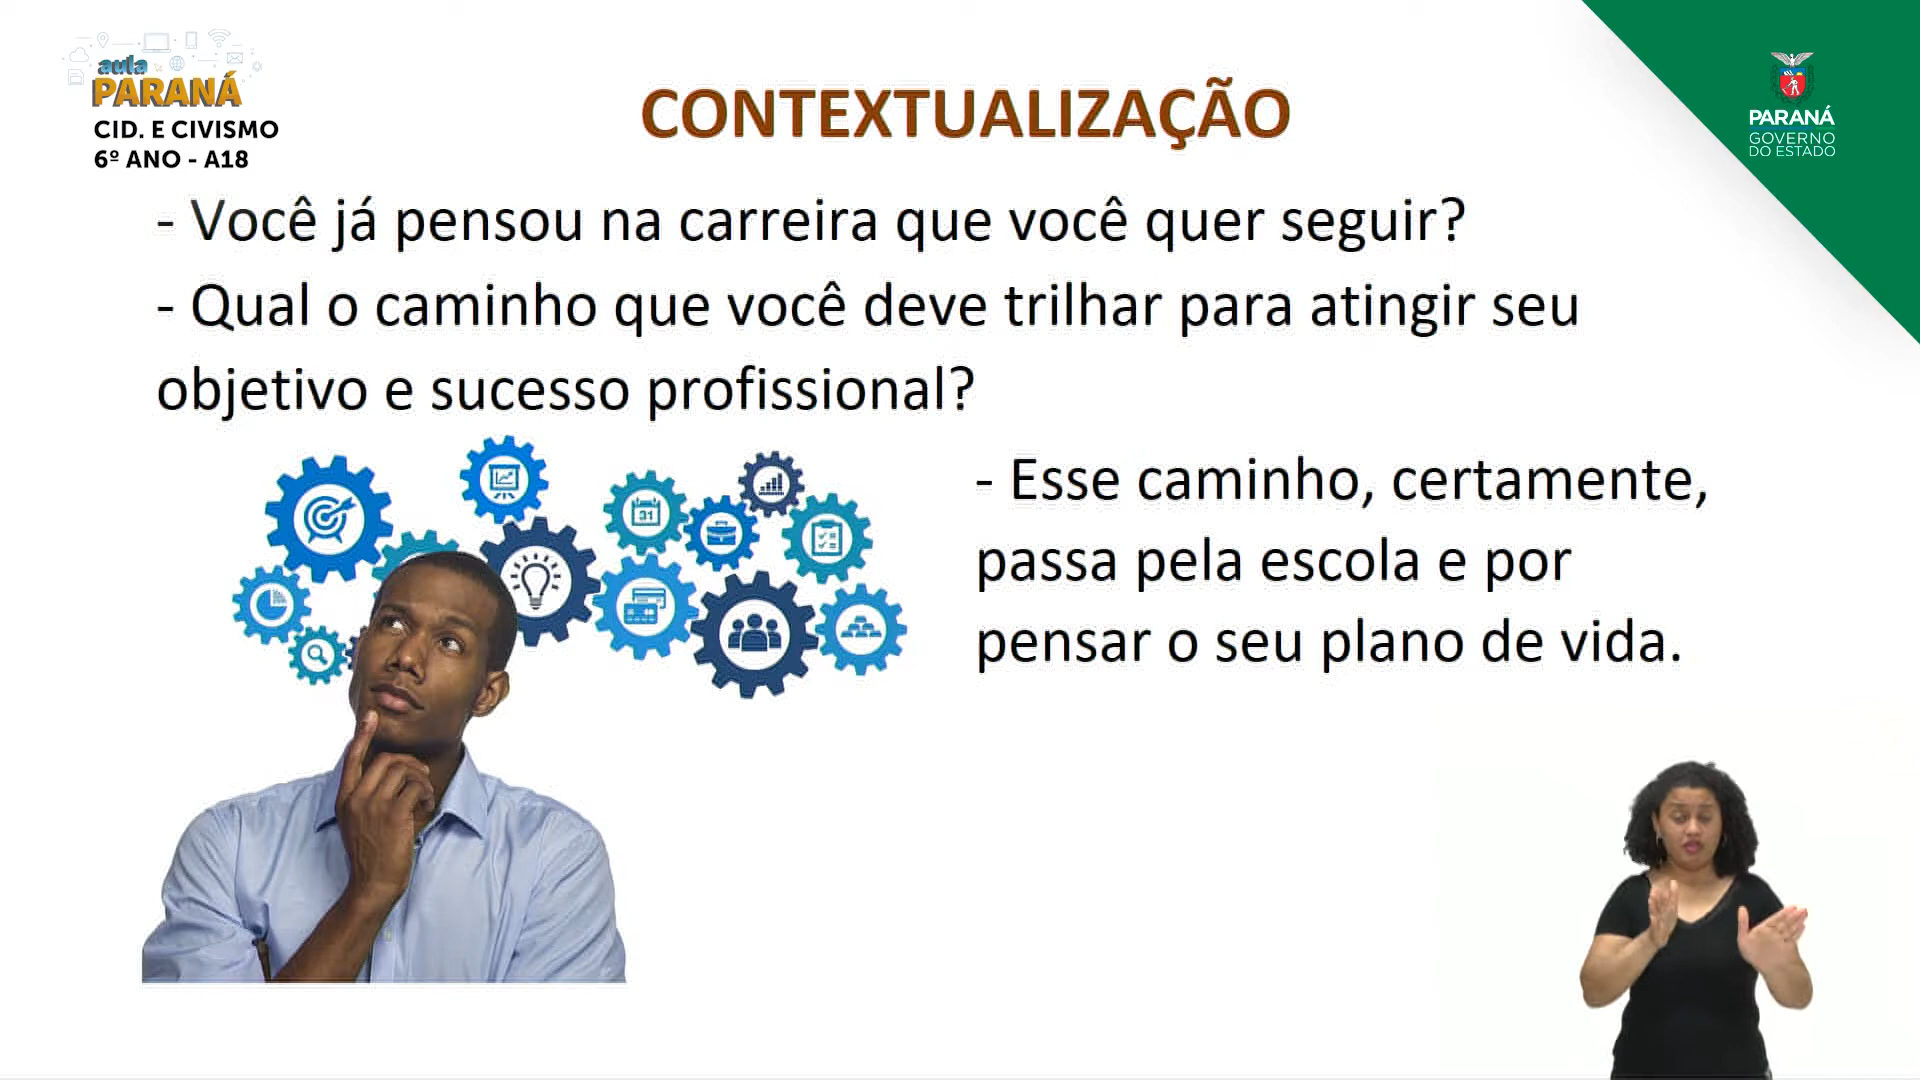 aula
PARANÁ
CID. E CIVISMO
6º ANO - A18
CONTEXTUALIZAÇÃO
PARANÁ
GOVERNO
DO ESTADO
- Você já pensou na carreira que você quer seguir?
- Qual o caminho que você deve trilhar para atingir seu
objetivo e sucesso profissional?
31
- Esse caminho, certamente,
passa pela escola e por
pensar o seu plano de vida.